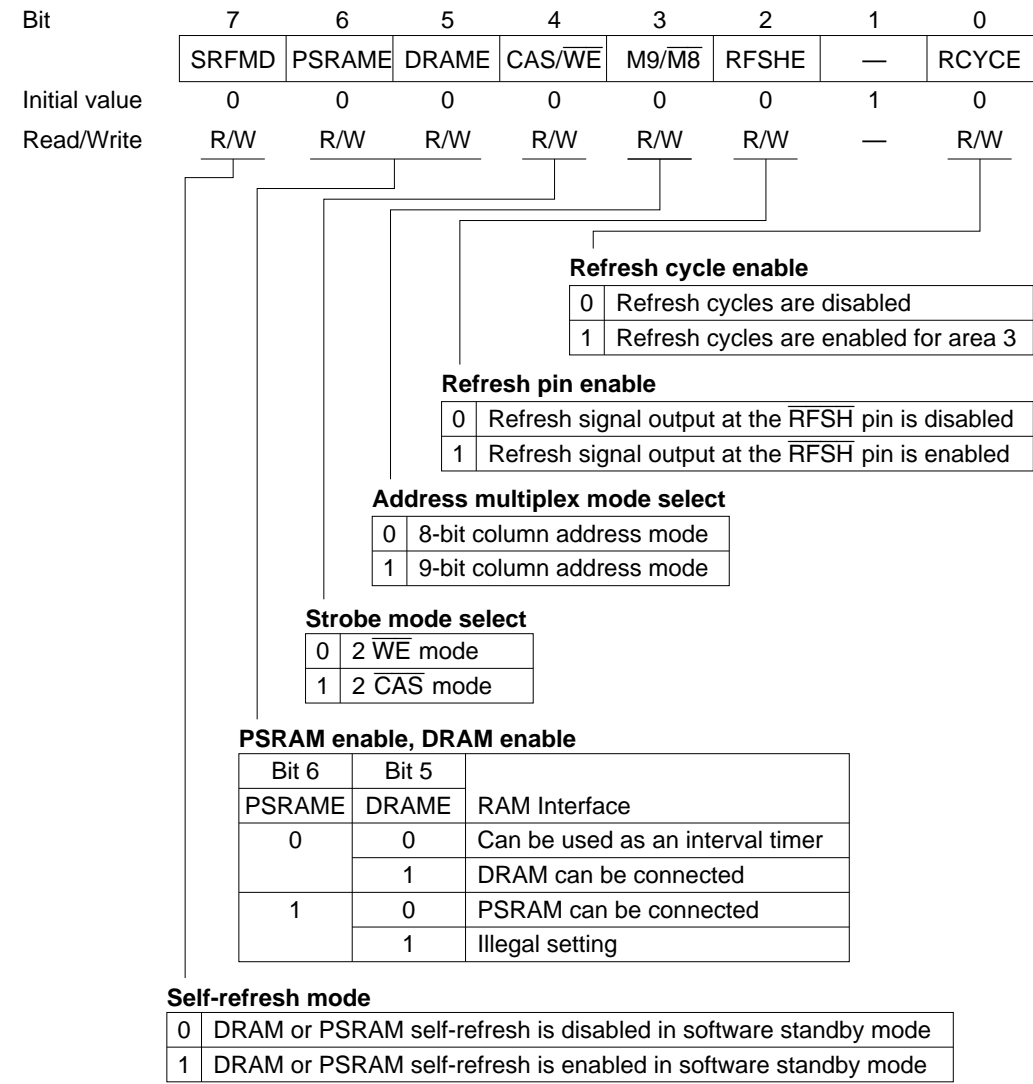 Bit 7 6 5 4 3 2 1 0
SRFMD PSRAME DRAME CAS/W̅E̅ M9/M̅8̅ RFSHE — RCYCE
Initial value 0 0 0 0 0 0 1 0
Read/Write R/W R/W R/W R/W R/W R/W — R/W
Refresh cycle enable
0 Refresh cycles are disabled
1 Refresh cycles are enabled for area 3
Refresh pin enable
0 Refresh signal output at the R̅F̅S̅H̅ pin is disabled
1 Refresh signal output at the R̅F̅S̅H̅ pin is enabled
Address multiplex mode select
0 8-bit column address mode
1 9-bit column address mode
Strobe mode select
0 2 W̅E̅ mode
1 2 C̅A̅S̅ mode
PSRAM enable, DRAM enable
Bit 6 Bit 5
PSRAME DRAME RAM Interface
0 0 Can be used as an interval timer
1 DRAM can be connected
1 0 PSRAM can be connected
1 Illegal setting
Self-refresh mode
0 DRAM or PSRAM self-refresh is disabled in software standby mode
1 DRAM or PSRAM self-refresh is enabled in software standby mode